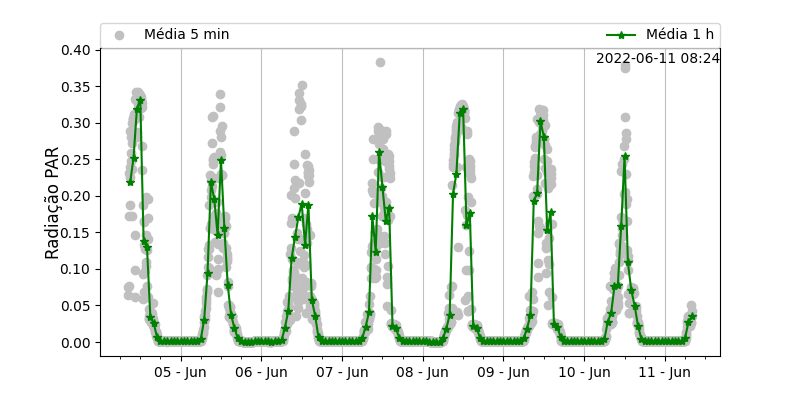 Média 5 min
Média 1 h
2022-06-11 08:24
Radiação PAR
0.40
0.35
0.30
0.25
0.20
0.15
0.10
0.05
0.00
05 - Jun
06 - Jun
07 - Jun
08 - Jun
09 - Jun
10 - Jun
11 - Jun